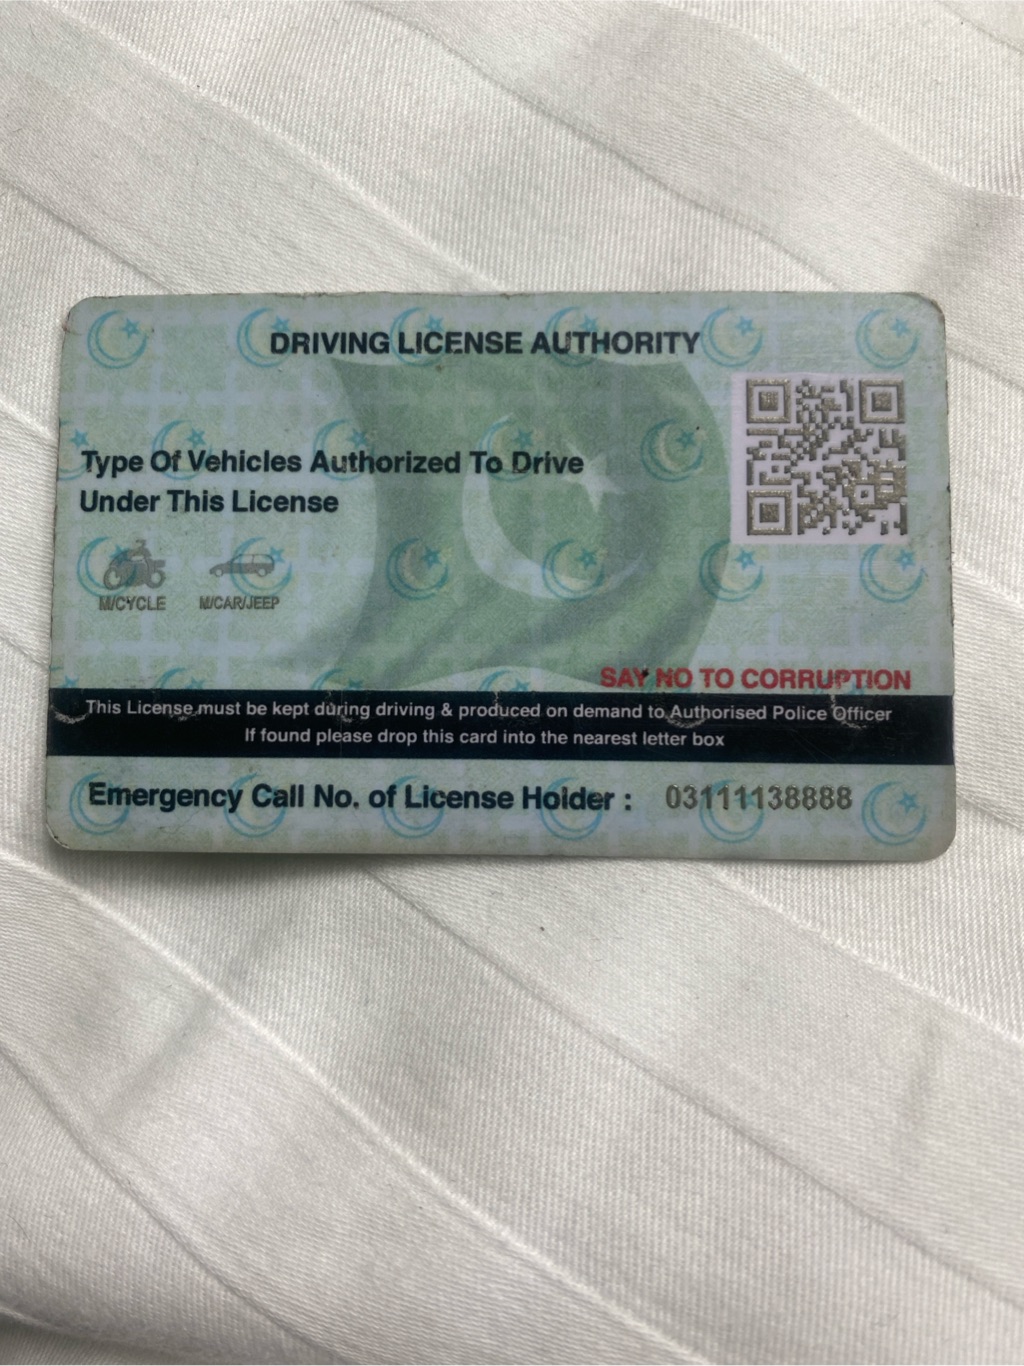 DRIVING LICENSE AUTHORITY
Type Of Vehicles Authorized To Drive
Under This License
M/CYCLE M/CAR/JEEP
SAY NO TO CORRUPTION
This License must be kept during driving & produced on demand to Authorised Police Officer
If found please drop this card into the nearest letter box
Emergency Call No. of License Holder : 03111138888